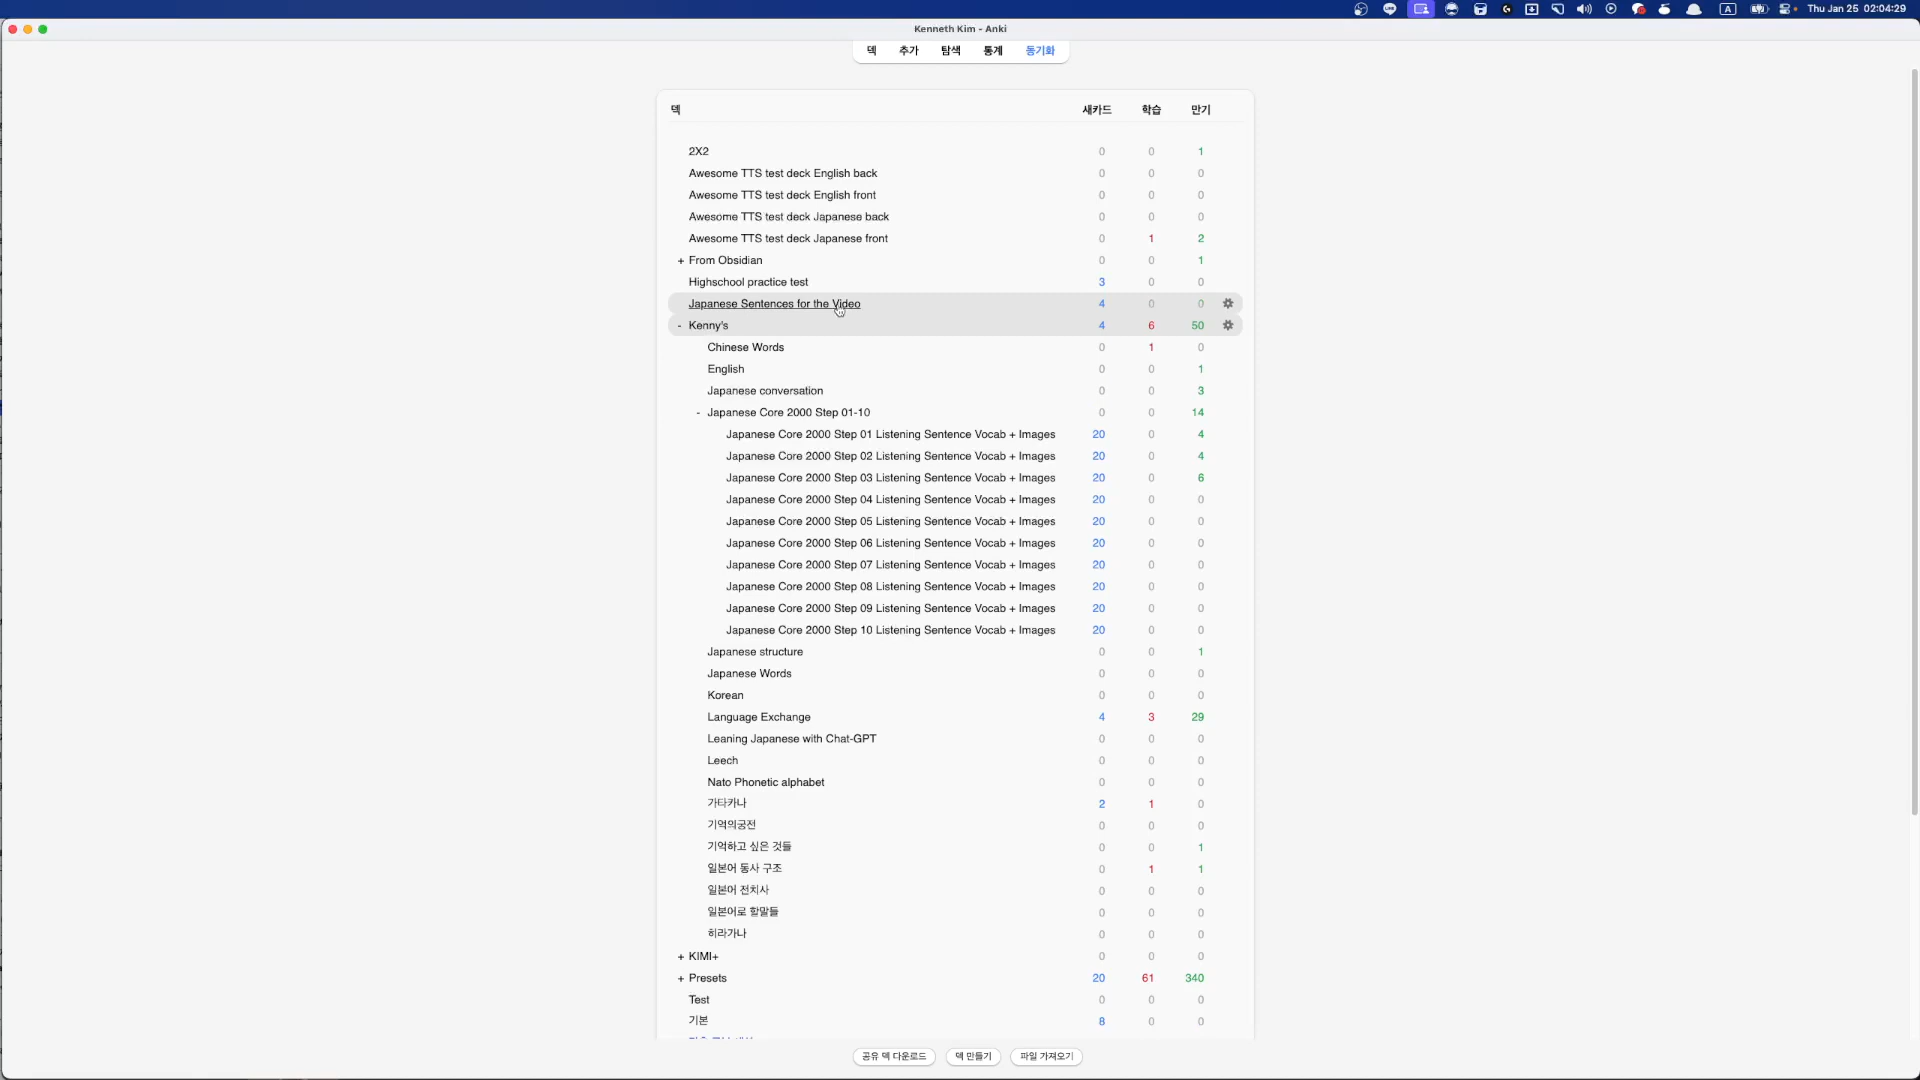 Thu Jan 25 02:04:29
Kenneth Kim - Anki
덱 추가 탐색 통계 동기화
덱 새카드 학습 만기
2X2 0 0 1
Awesome TTS test deck English back 0 0 0
Awesome TTS test deck English front 0 0 0
Awesome TTS test deck Japanese back 0 0 0
Awesome TTS test deck Japanese front 0 1 2
+ From Obsidian 0 0 1
Highschool practice test 3 0 0
Japanese Sentences for the Video 4 0 0
- Kenny's 4 6 50
Chinese Words 0 1 0
English 0 0 1
Japanese conversation 0 0 3
- Japanese Core 2000 Step 01-10 0 0 14
Japanese Core 2000 Step 01 Listening Sentence Vocab + Images 20 0 4
Japanese Core 2000 Step 02 Listening Sentence Vocab + Images 20 0 4
Japanese Core 2000 Step 03 Listening Sentence Vocab + Images 20 0 6
Japanese Core 2000 Step 04 Listening Sentence Vocab + Images 20 0 0
Japanese Core 2000 Step 05 Listening Sentence Vocab + Images 20 0 0
Japanese Core 2000 Step 06 Listening Sentence Vocab + Images 20 0 0
Japanese Core 2000 Step 07 Listening Sentence Vocab + Images 20 0 0
Japanese Core 2000 Step 08 Listening Sentence Vocab + Images 20 0 0
Japanese Core 2000 Step 09 Listening Sentence Vocab + Images 20 0 0
Japanese Core 2000 Step 10 Listening Sentence Vocab + Images 20 0 0
Japanese structure 0 0 1
Japanese Words 0 0 0
Korean 0 0 0
Language Exchange 4 3 29
Leaning Japanese with Chat-GPT 0 0 0
Leech 0 0 0
Nato Phonetic alphabet 0 0 0
가타카나 2 1 0
기억의궁전 0 0 0
기억하고 싶은 것들 0 0 1
일본어 동사 구조 0 1 1
일본어 전치사 0 0 0
일본어로 할말들 0 0 0
히라가나 0 0 0
+ KIMI+ 0 0 0
+ Presets 20 61 340
Test 0 0 0
기본 8 0 0
공유 덱 다운로드 덱 만들기 파일 가져오기